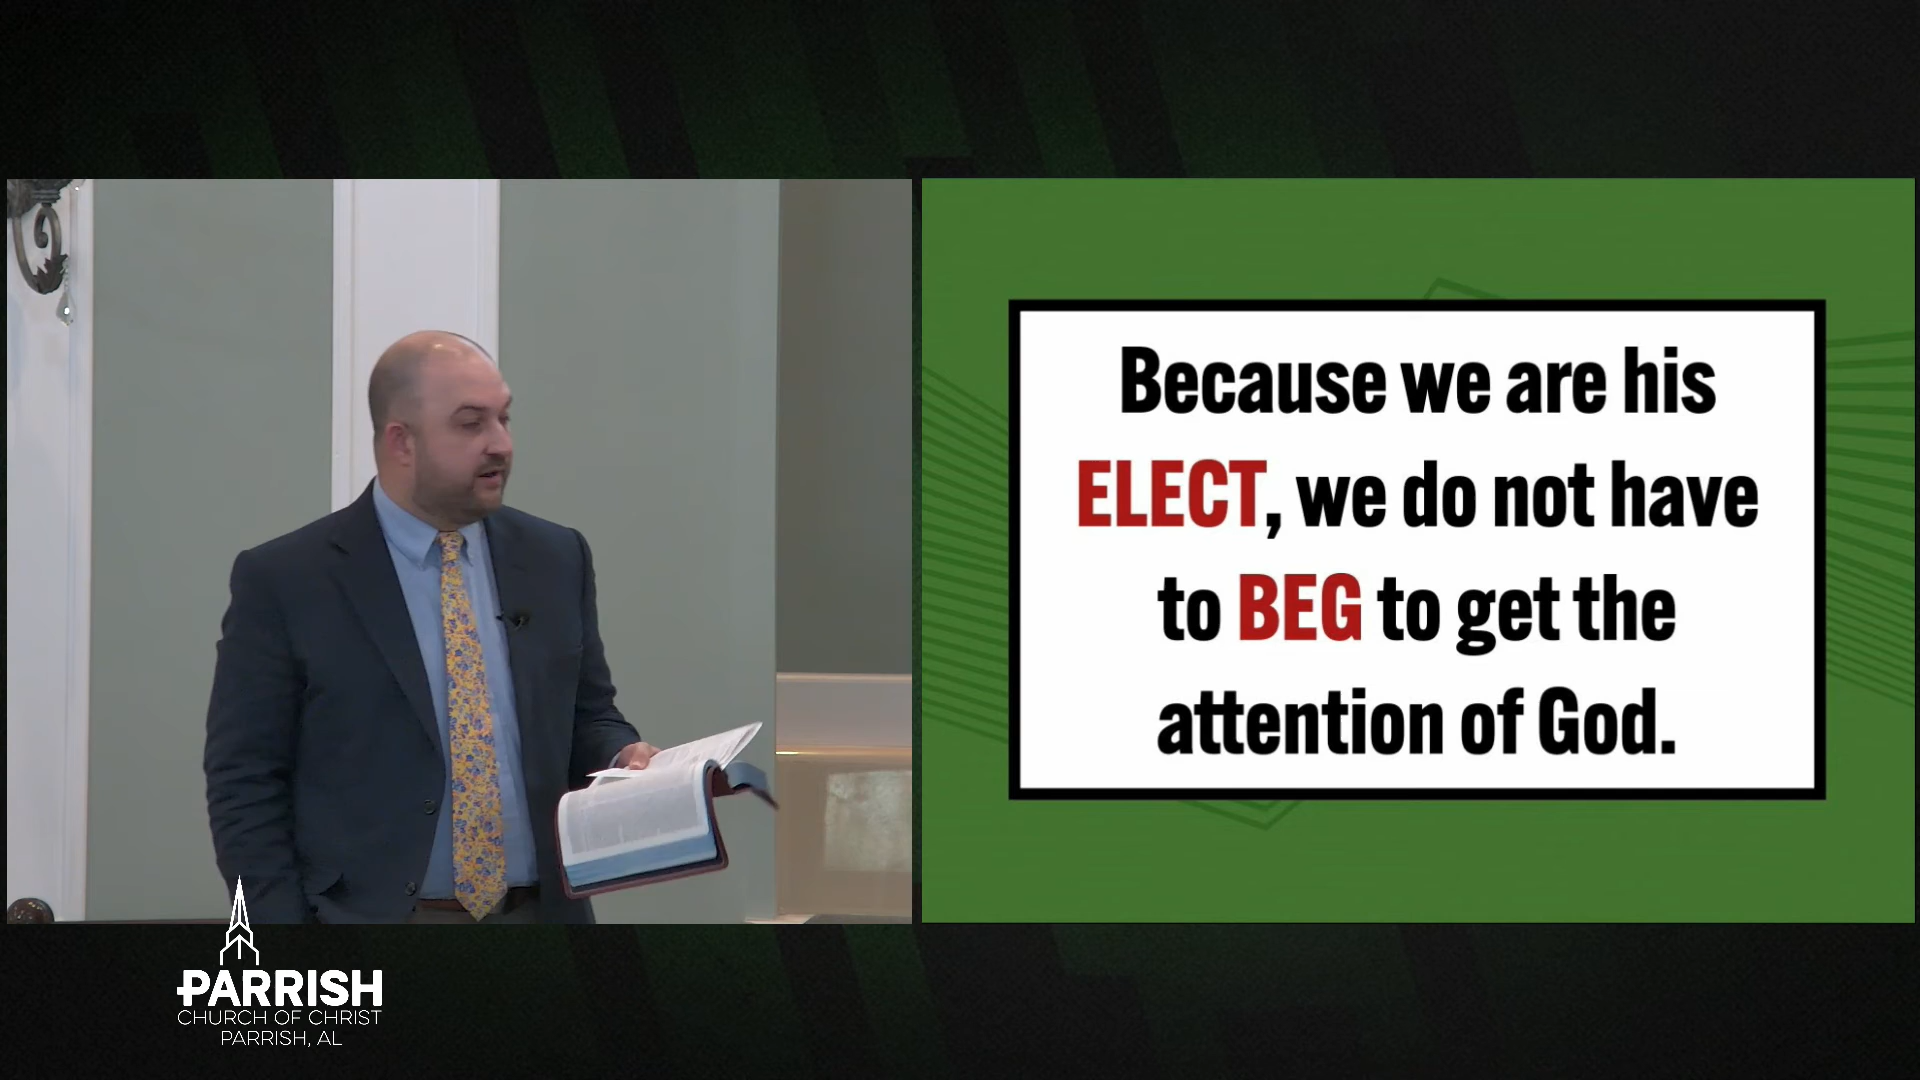 Because we are his
ELECT, we do not have
to BEG to get the
attention of God.
PARRISH
CHURCH OF CHRIST
PARRISH, AL